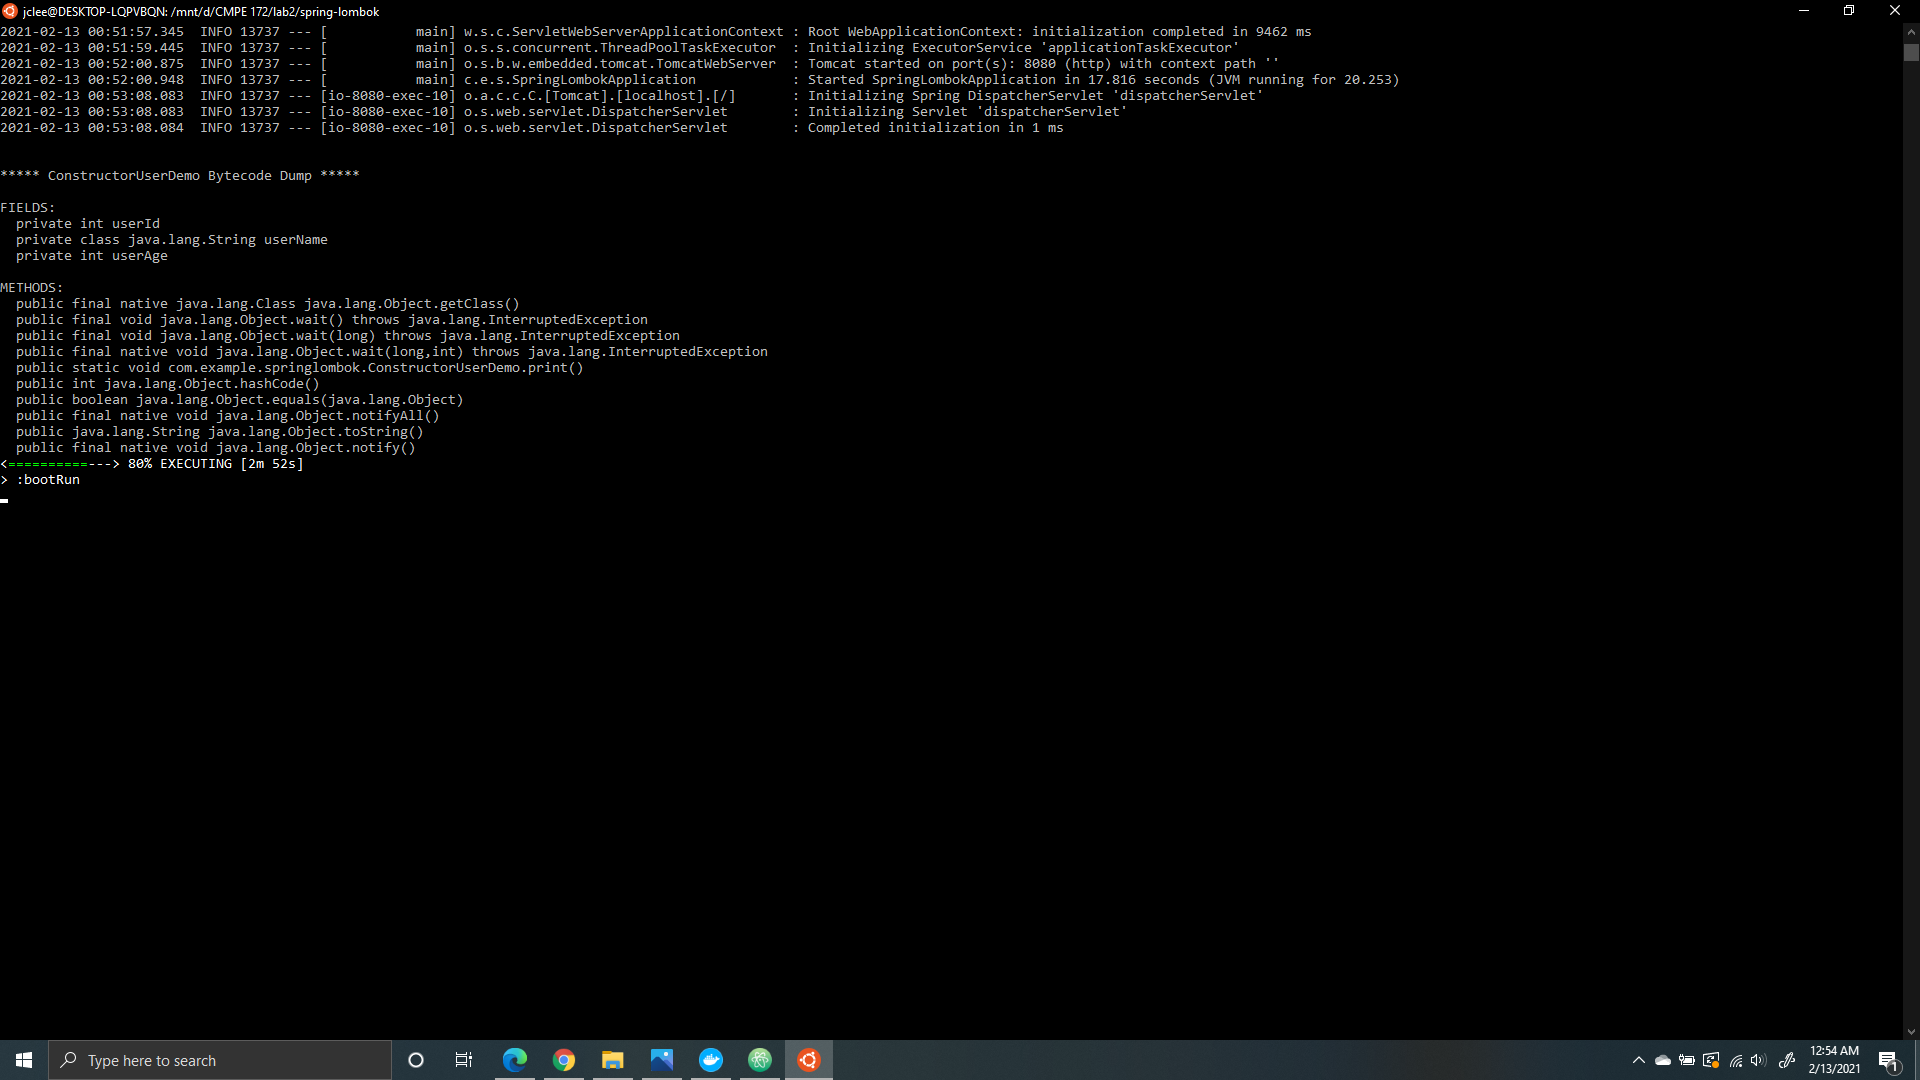 jclee@DESKTOP-LQPVBQN: /mnt/d/CMPE 172/lab2/spring-lombok
2021-02-13 00:51:57.345  INFO 13737 --- [           main] w.s.c.ServletWebServerApplicationContext : Root WebApplicationContext: initialization completed in 9462 ms
2021-02-13 00:51:59.445  INFO 13737 --- [           main] o.s.s.concurrent.ThreadPoolTaskExecutor  : Initializing ExecutorService 'applicationTaskExecutor'
2021-02-13 00:52:00.875  INFO 13737 --- [           main] o.s.b.w.embedded.tomcat.TomcatWebServer  : Tomcat started on port(s): 8080 (http) with context path ''
2021-02-13 00:52:00.948  INFO 13737 --- [           main] c.e.s.SpringLombokApplication            : Started SpringLombokApplication in 17.816 seconds (JVM running for 20.253)
2021-02-13 00:53:08.083  INFO 13737 --- [io-8080-exec-10] o.a.c.c.C.[Tomcat].[localhost].[/]       : Initializing Spring DispatcherServlet 'dispatcherServlet'
2021-02-13 00:53:08.083  INFO 13737 --- [io-8080-exec-10] o.s.web.servlet.DispatcherServlet        : Initializing Servlet 'dispatcherServlet'
2021-02-13 00:53:08.084  INFO 13737 --- [io-8080-exec-10] o.s.web.servlet.DispatcherServlet        : Completed initialization in 1 ms
***** ConstructorUserDemo Bytecode Dump *****
FIELDS:
  private int userId
  private class java.lang.String userName
  private int userAge
METHODS:
  public final native java.lang.Class java.lang.Object.getClass()
  public final void java.lang.Object.wait() throws java.lang.InterruptedException
  public final void java.lang.Object.wait(long) throws java.lang.InterruptedException
  public final native void java.lang.Object.wait(long,int) throws java.lang.InterruptedException
  public static void com.example.springlombok.ConstructorUserDemo.print()
  public int java.lang.Object.hashCode()
  public boolean java.lang.Object.equals(java.lang.Object)
  public final native void java.lang.Object.notifyAll()
  public java.lang.String java.lang.Object.toString()
  public final native void java.lang.Object.notify()
<==========---> 80% EXECUTING [2m 52s]
> :bootRun
Type here to search
12:54 AM
2/13/2021
1